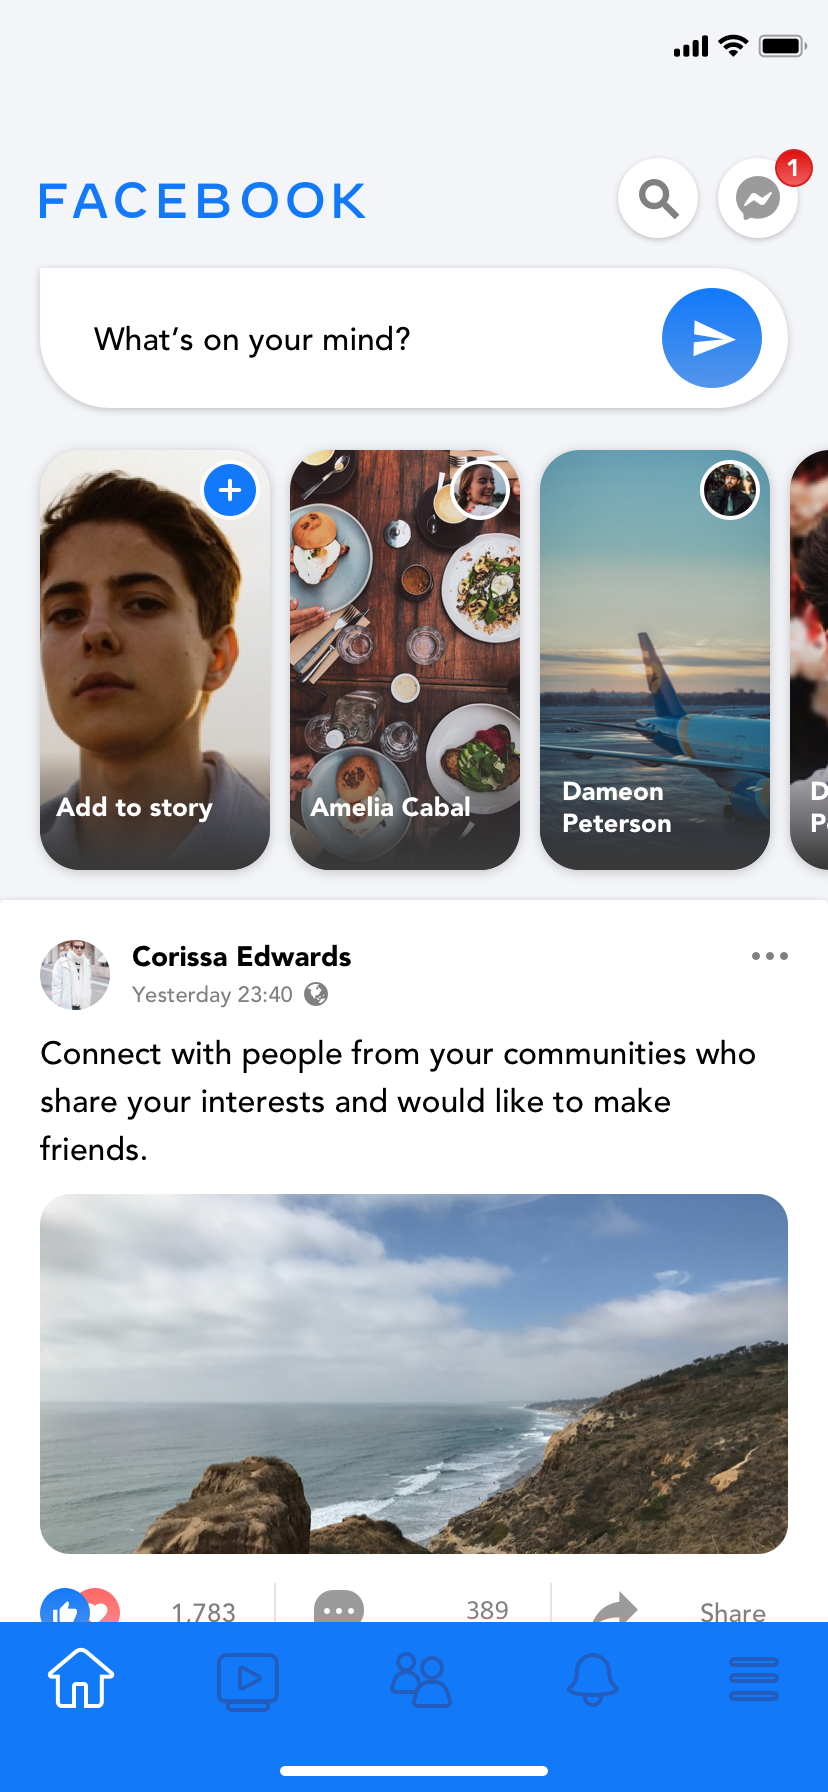 FACEBOOK
1
What's on your mind?
Add to story
Amelia Cabal
Dameon
Peterson
Corissa Edwards
Yesterday 23:40
Connect with people from your communities who
share your interests and would like to make
friends.
1,783
389
Share